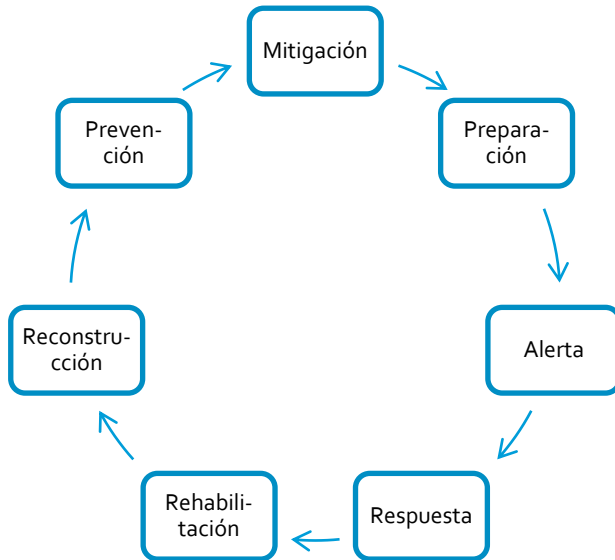 Mitigación
Preven-
ción
Prepara-
ción
Reconstru-
cción
Alerta
Rehabili-
tación
Respuesta